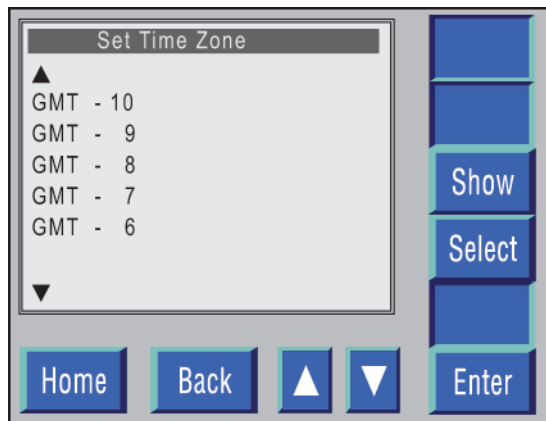 Set Time Zone
▲
GMT - 10
GMT - 9
GMT - 8
GMT - 7
GMT - 6
▼
Show
Select
Home Back ▲ ▼ Enter